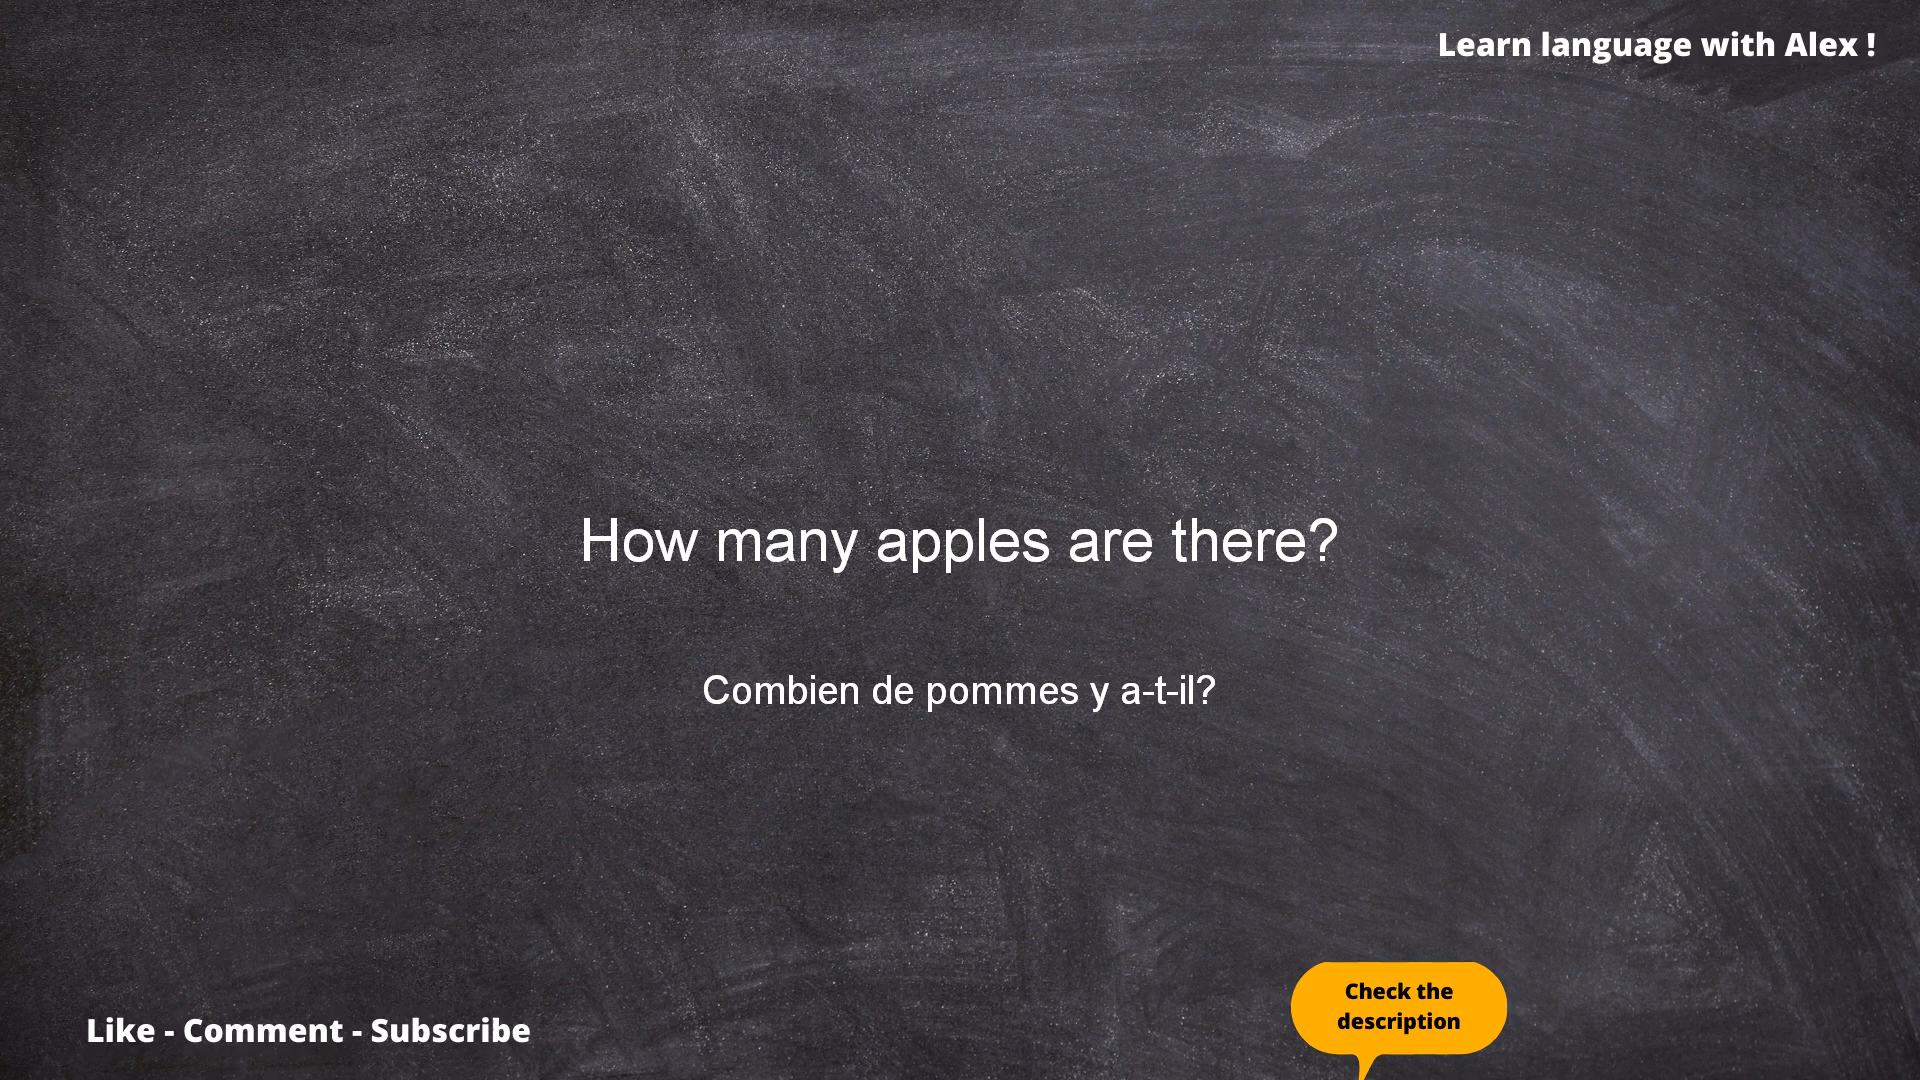 Learn language with Alex !
How many apples are there?
Combien de pommes y a-t-il?
Check the
description
Like - Comment - Subscribe